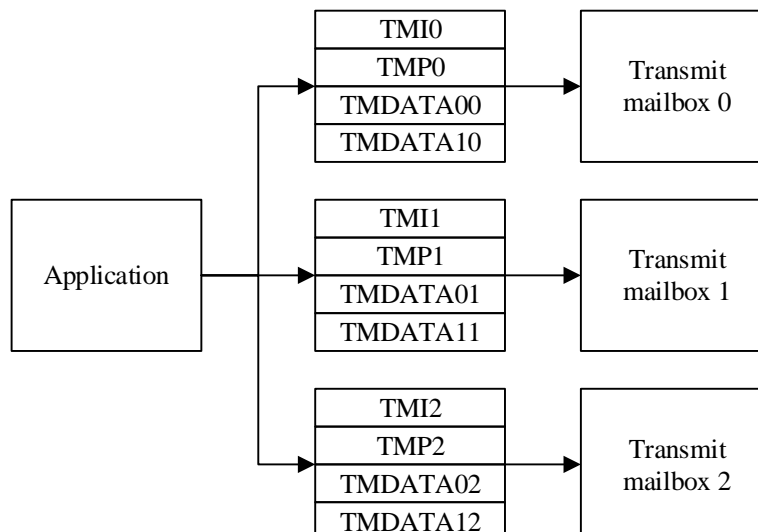 TMI0
TMP0
TMDATA00
TMDATA10
Transmit
mailbox 0
Application
TMI1
TMP1
TMDATA01
TMDATA11
Transmit
mailbox 1
TMI2
TMP2
TMDATA02
TMDATA12
Transmit
mailbox 2